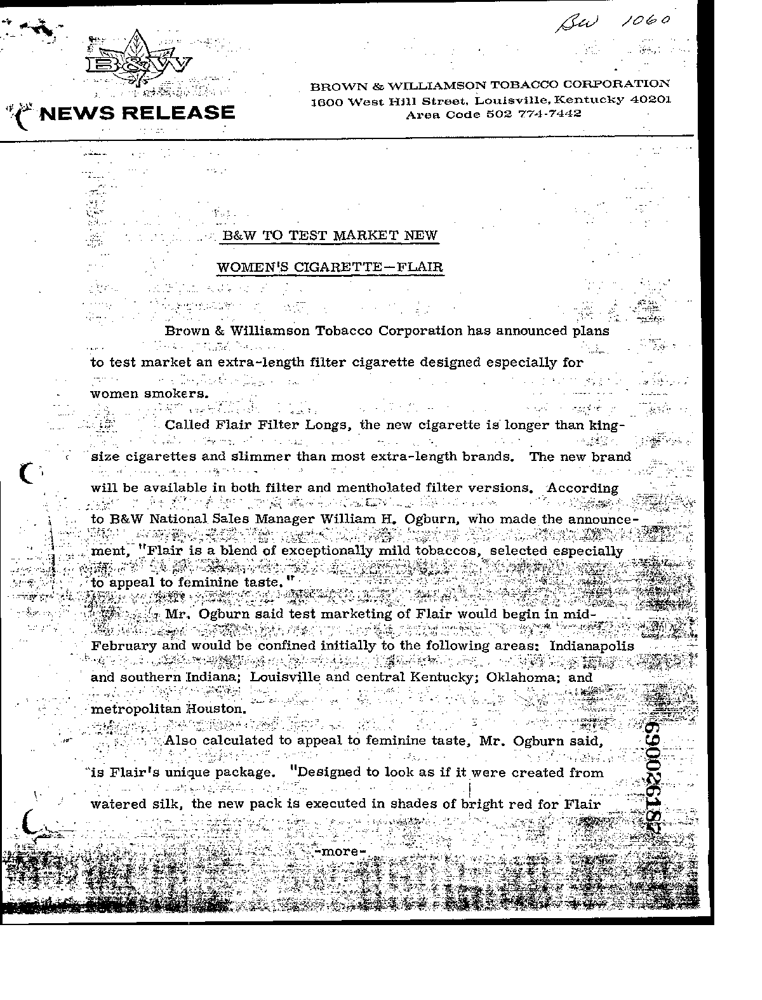 BW 1060
B&W
BROWN & WILLIAMSON TOBACCO CORPORATION
1600 West Hill Street, Louisville, Kentucky 40201
Area Code 502 774-7442
NEWS RELEASE
B&W TO TEST MARKET NEW
WOMEN'S CIGARETTE—FLAIR
Brown & Williamson Tobacco Corporation has announced plans
to test market an extra-length filter cigarette designed especially for
women smokers.
Called Flair Filter Longs, the new cigarette is longer than king-
size cigarettes and slimmer than most extra-length brands. The new brand
will be available in both filter and mentholated filter versions. According
to B&W National Sales Manager William H. Ogburn, who made the announce-
ment, "Flair is a blend of exceptionally mild tobaccos, selected especially
to appeal to feminine taste."
Mr. Ogburn said test marketing of Flair would begin in mid-
February and would be confined initially to the following areas: Indianapolis
and southern Indiana; Louisville and central Kentucky; Oklahoma; and
metropolitan Houston.
Also calculated to appeal to feminine taste, Mr. Ogburn said,
is Flair's unique package. "Designed to look as if it were created from
watered silk, the new pack is executed in shades of bright red for Flair
-more-
690026187